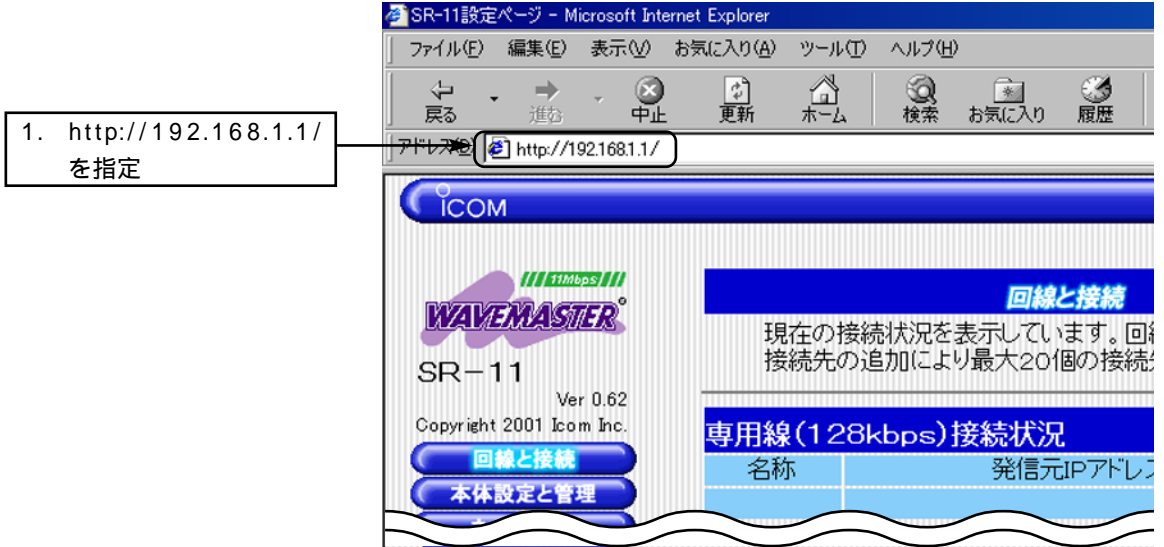 SR-11設定ページ - Microsoft Internet Explorer
ファイル(F) 編集(E) 表示(V) お気に入り(A) ツール(T) ヘルプ(H)
戻る 進む 中止 更新 ホーム 検索 お気に入り 履歴
1. http://192.168.1.1/
を指定
アドレス(D) http://192.168.1.1/
ICOM
11Mbps
WAVEMASTER
SR-11
Ver 0.62
Copyright 2001 Icom Inc.
回線と接続
本体設定と管理
回線と接続
現在の接続状況を表示しています。回
接続先の追加により最大20個の接続
専用線(128kbps)接続状況
名称 発信元IPアドレ